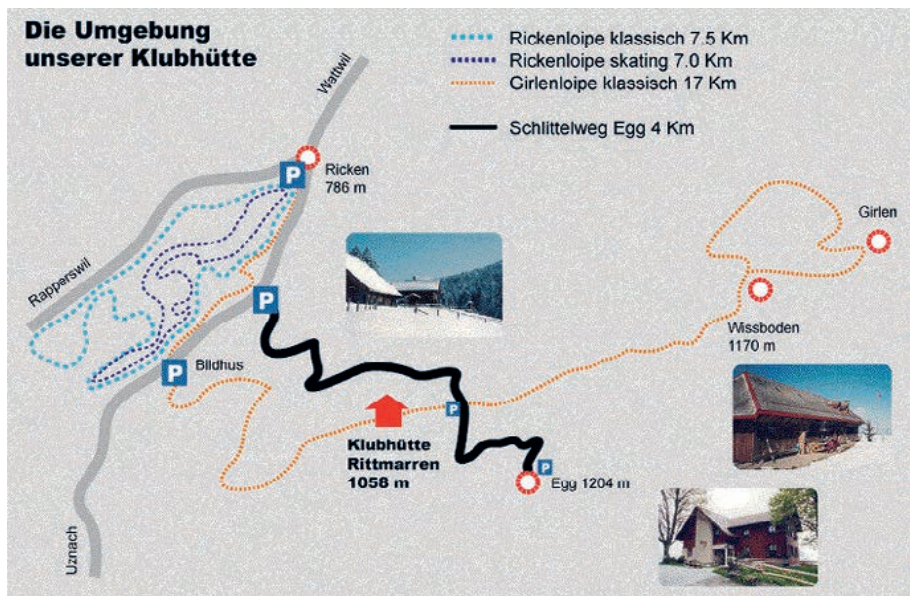 Die Umgebung
unserer Klubhütte
Rickenloipe klassisch 7.5 Km
Rickenloipe skating 7.0 Km
Girlenloipe klassisch 17 Km
Schlittelweg Egg 4 Km
Wattwil
P
Ricken
786 m
Girlen
Rapperswil
P
Wissboden
1170 m
Bildhus
P
P
Klubhütte
Rittmarren
1058 m
P
Egg 1204 m
Uznach